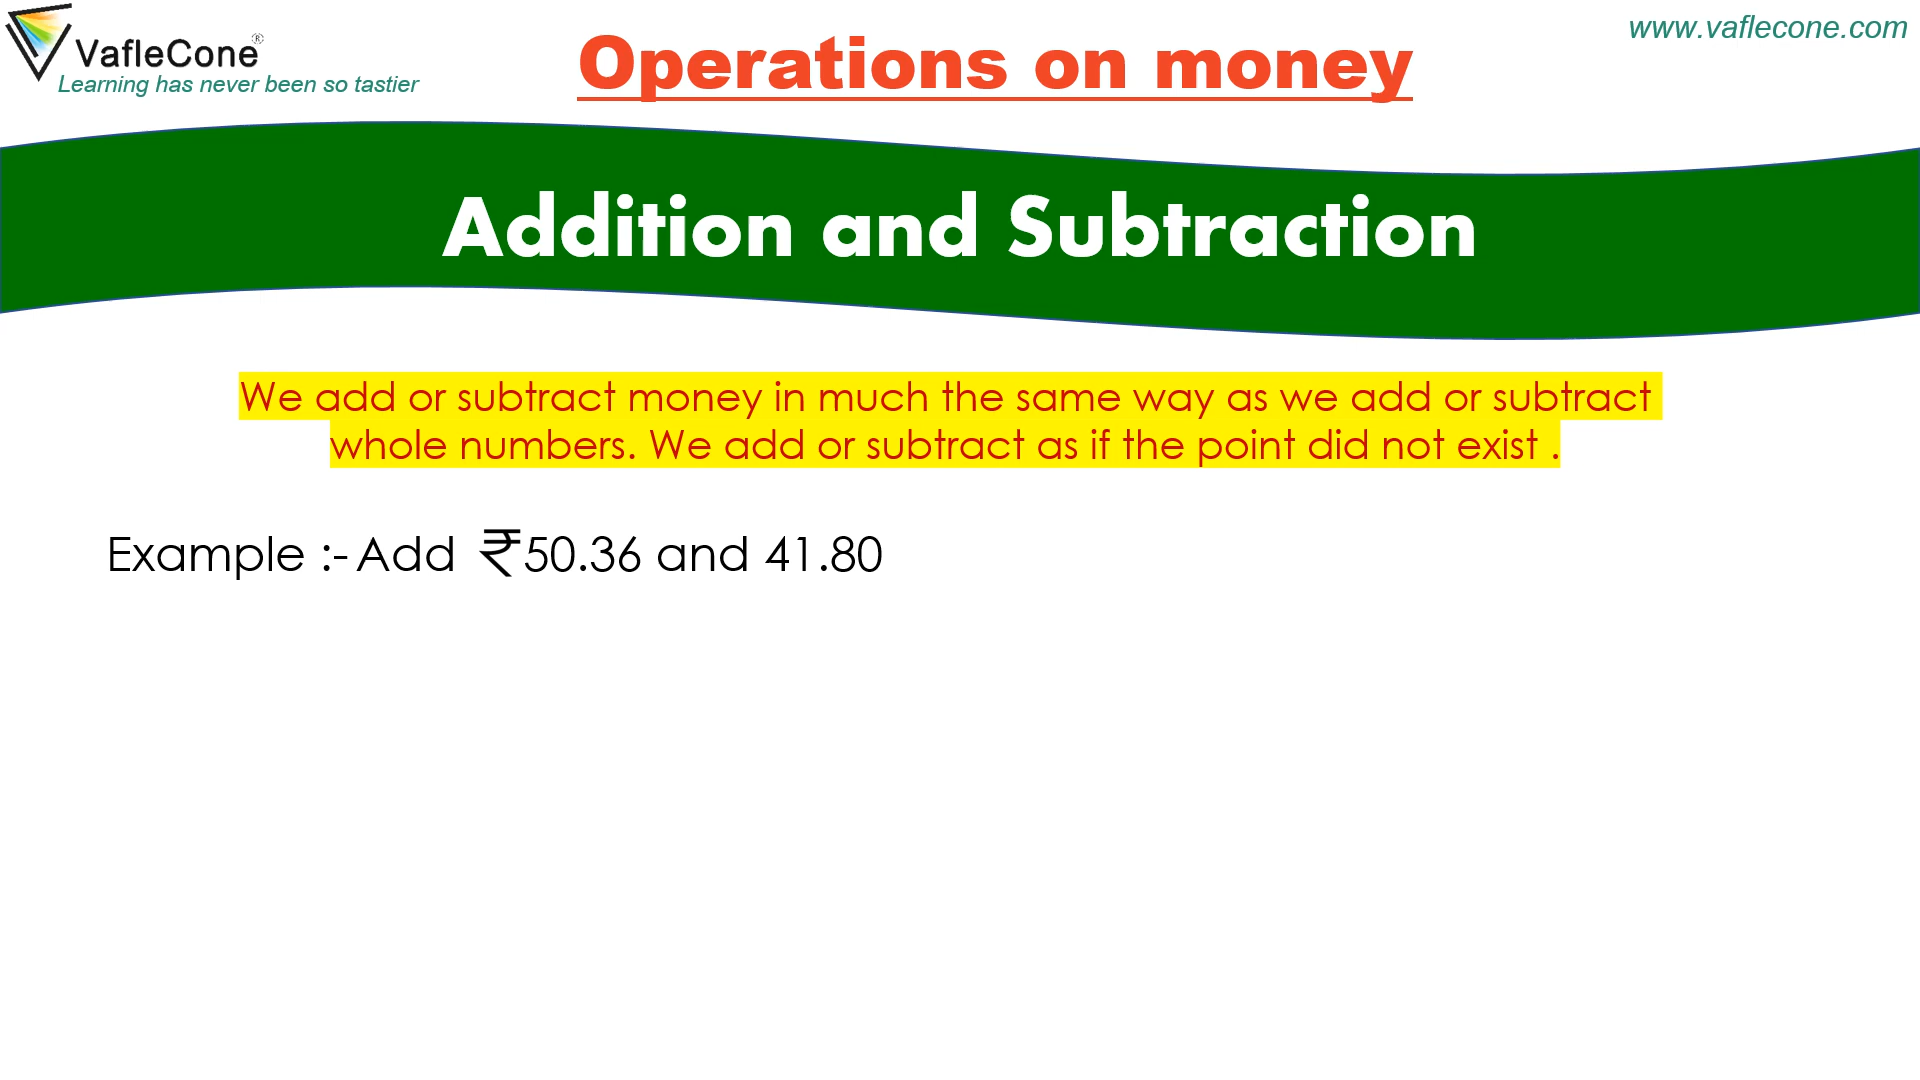 VafleCone®
Learning has never been so tastier
Operations on money
www.vaflecone.com
Addition and Subtraction
We add or subtract money in much the same way as we add or subtract
whole numbers. We add or subtract as if the point did not exist .
Example :- Add ₹50.36 and 41.80